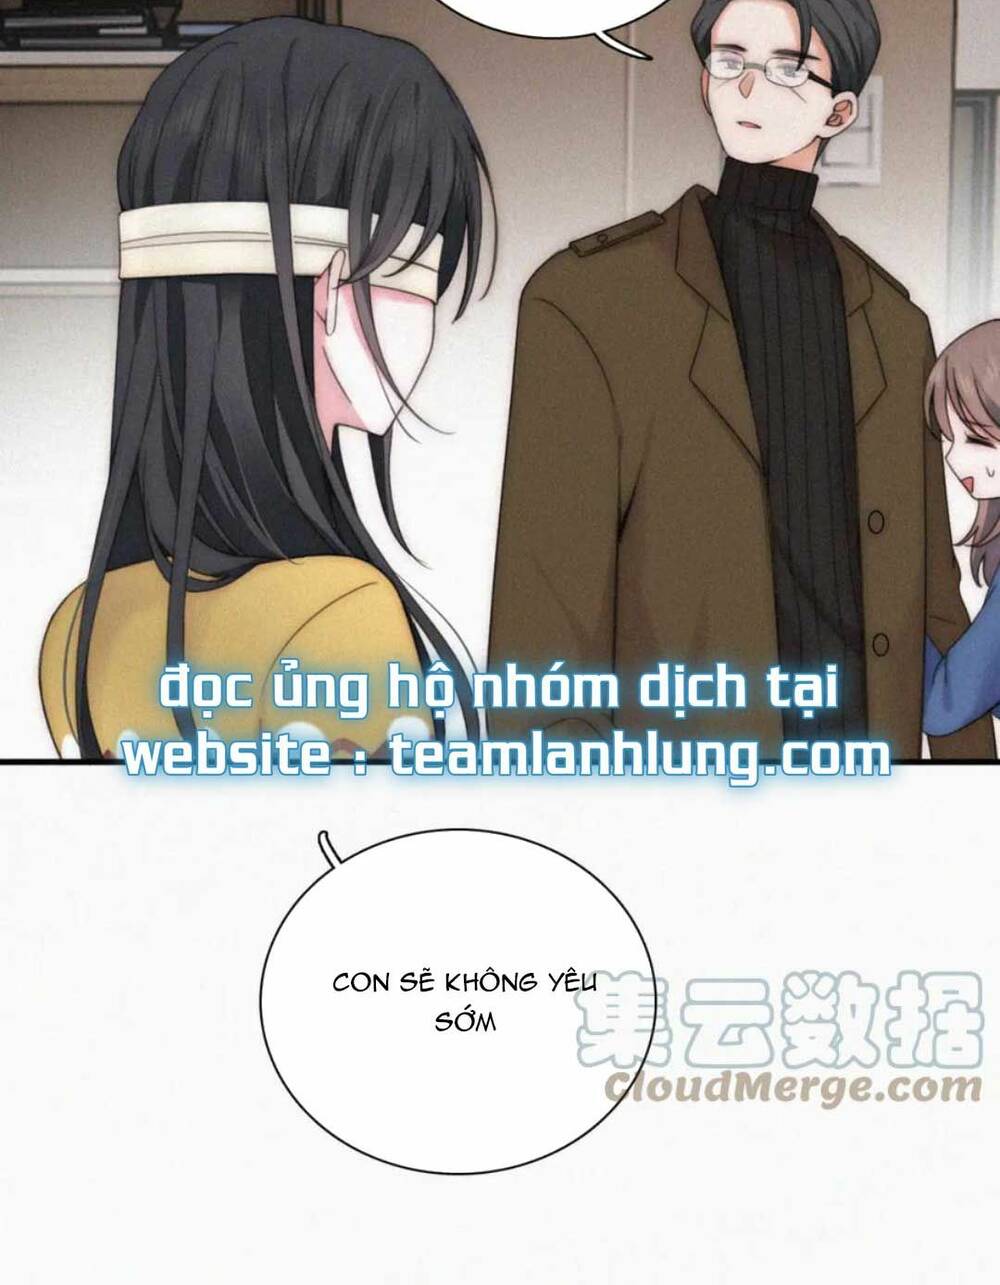 đọc ủng hộ nhóm dịch tại
website : teamlanhlung.com
CON SẼ KHÔNG YÊU
SỚM
集云数据
CloudMerge.com